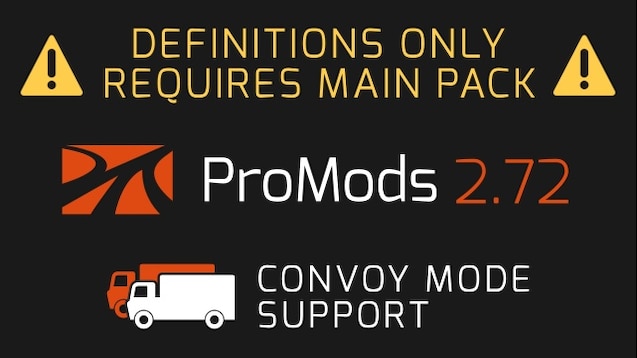 DEFINITIONS ONLY
REQUIRES MAIN PACK
ProMods 2.72
CONVOY MODE
SUPPORT